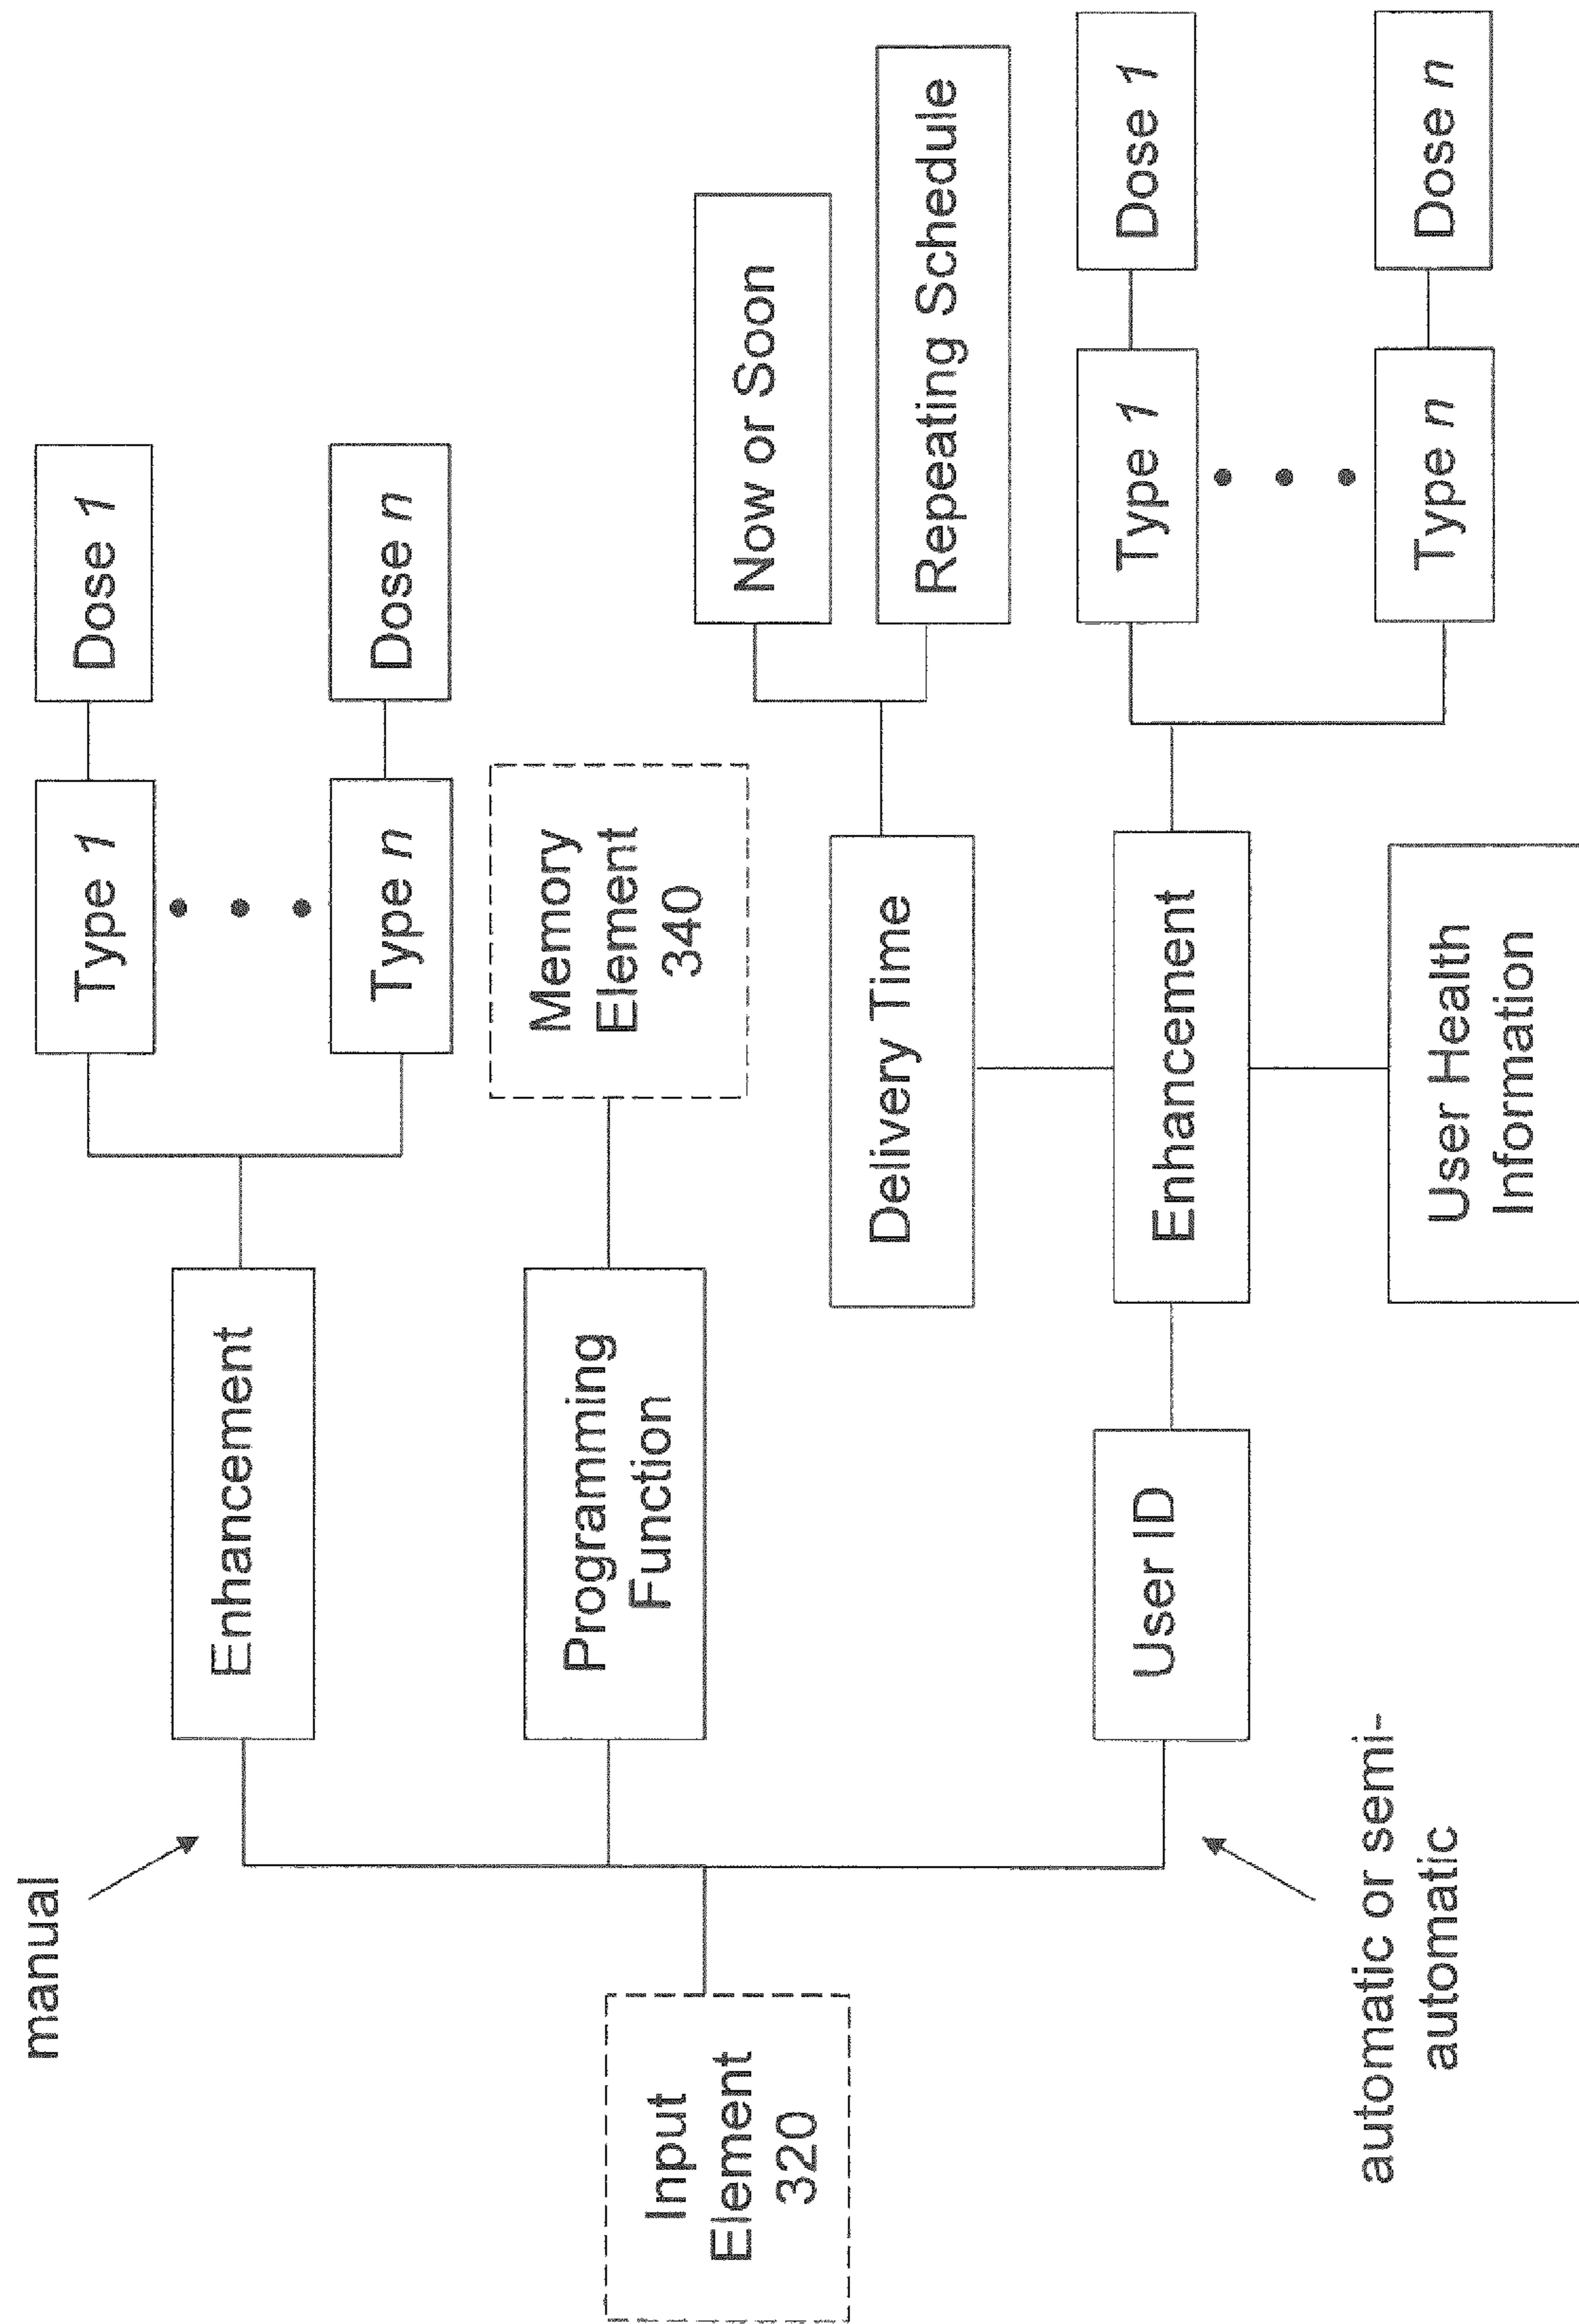 manual
Enhancement
Type 1
Dose 1
Type n
Dose n
Input
Element
320
Programming
Function
Memory
Element
340
Delivery Time
Now or Soon
Repeating Schedule
User ID
Enhancement
Type 1
Dose 1
Type n
Dose n
User Health
Information
automatic or semi-
automatic